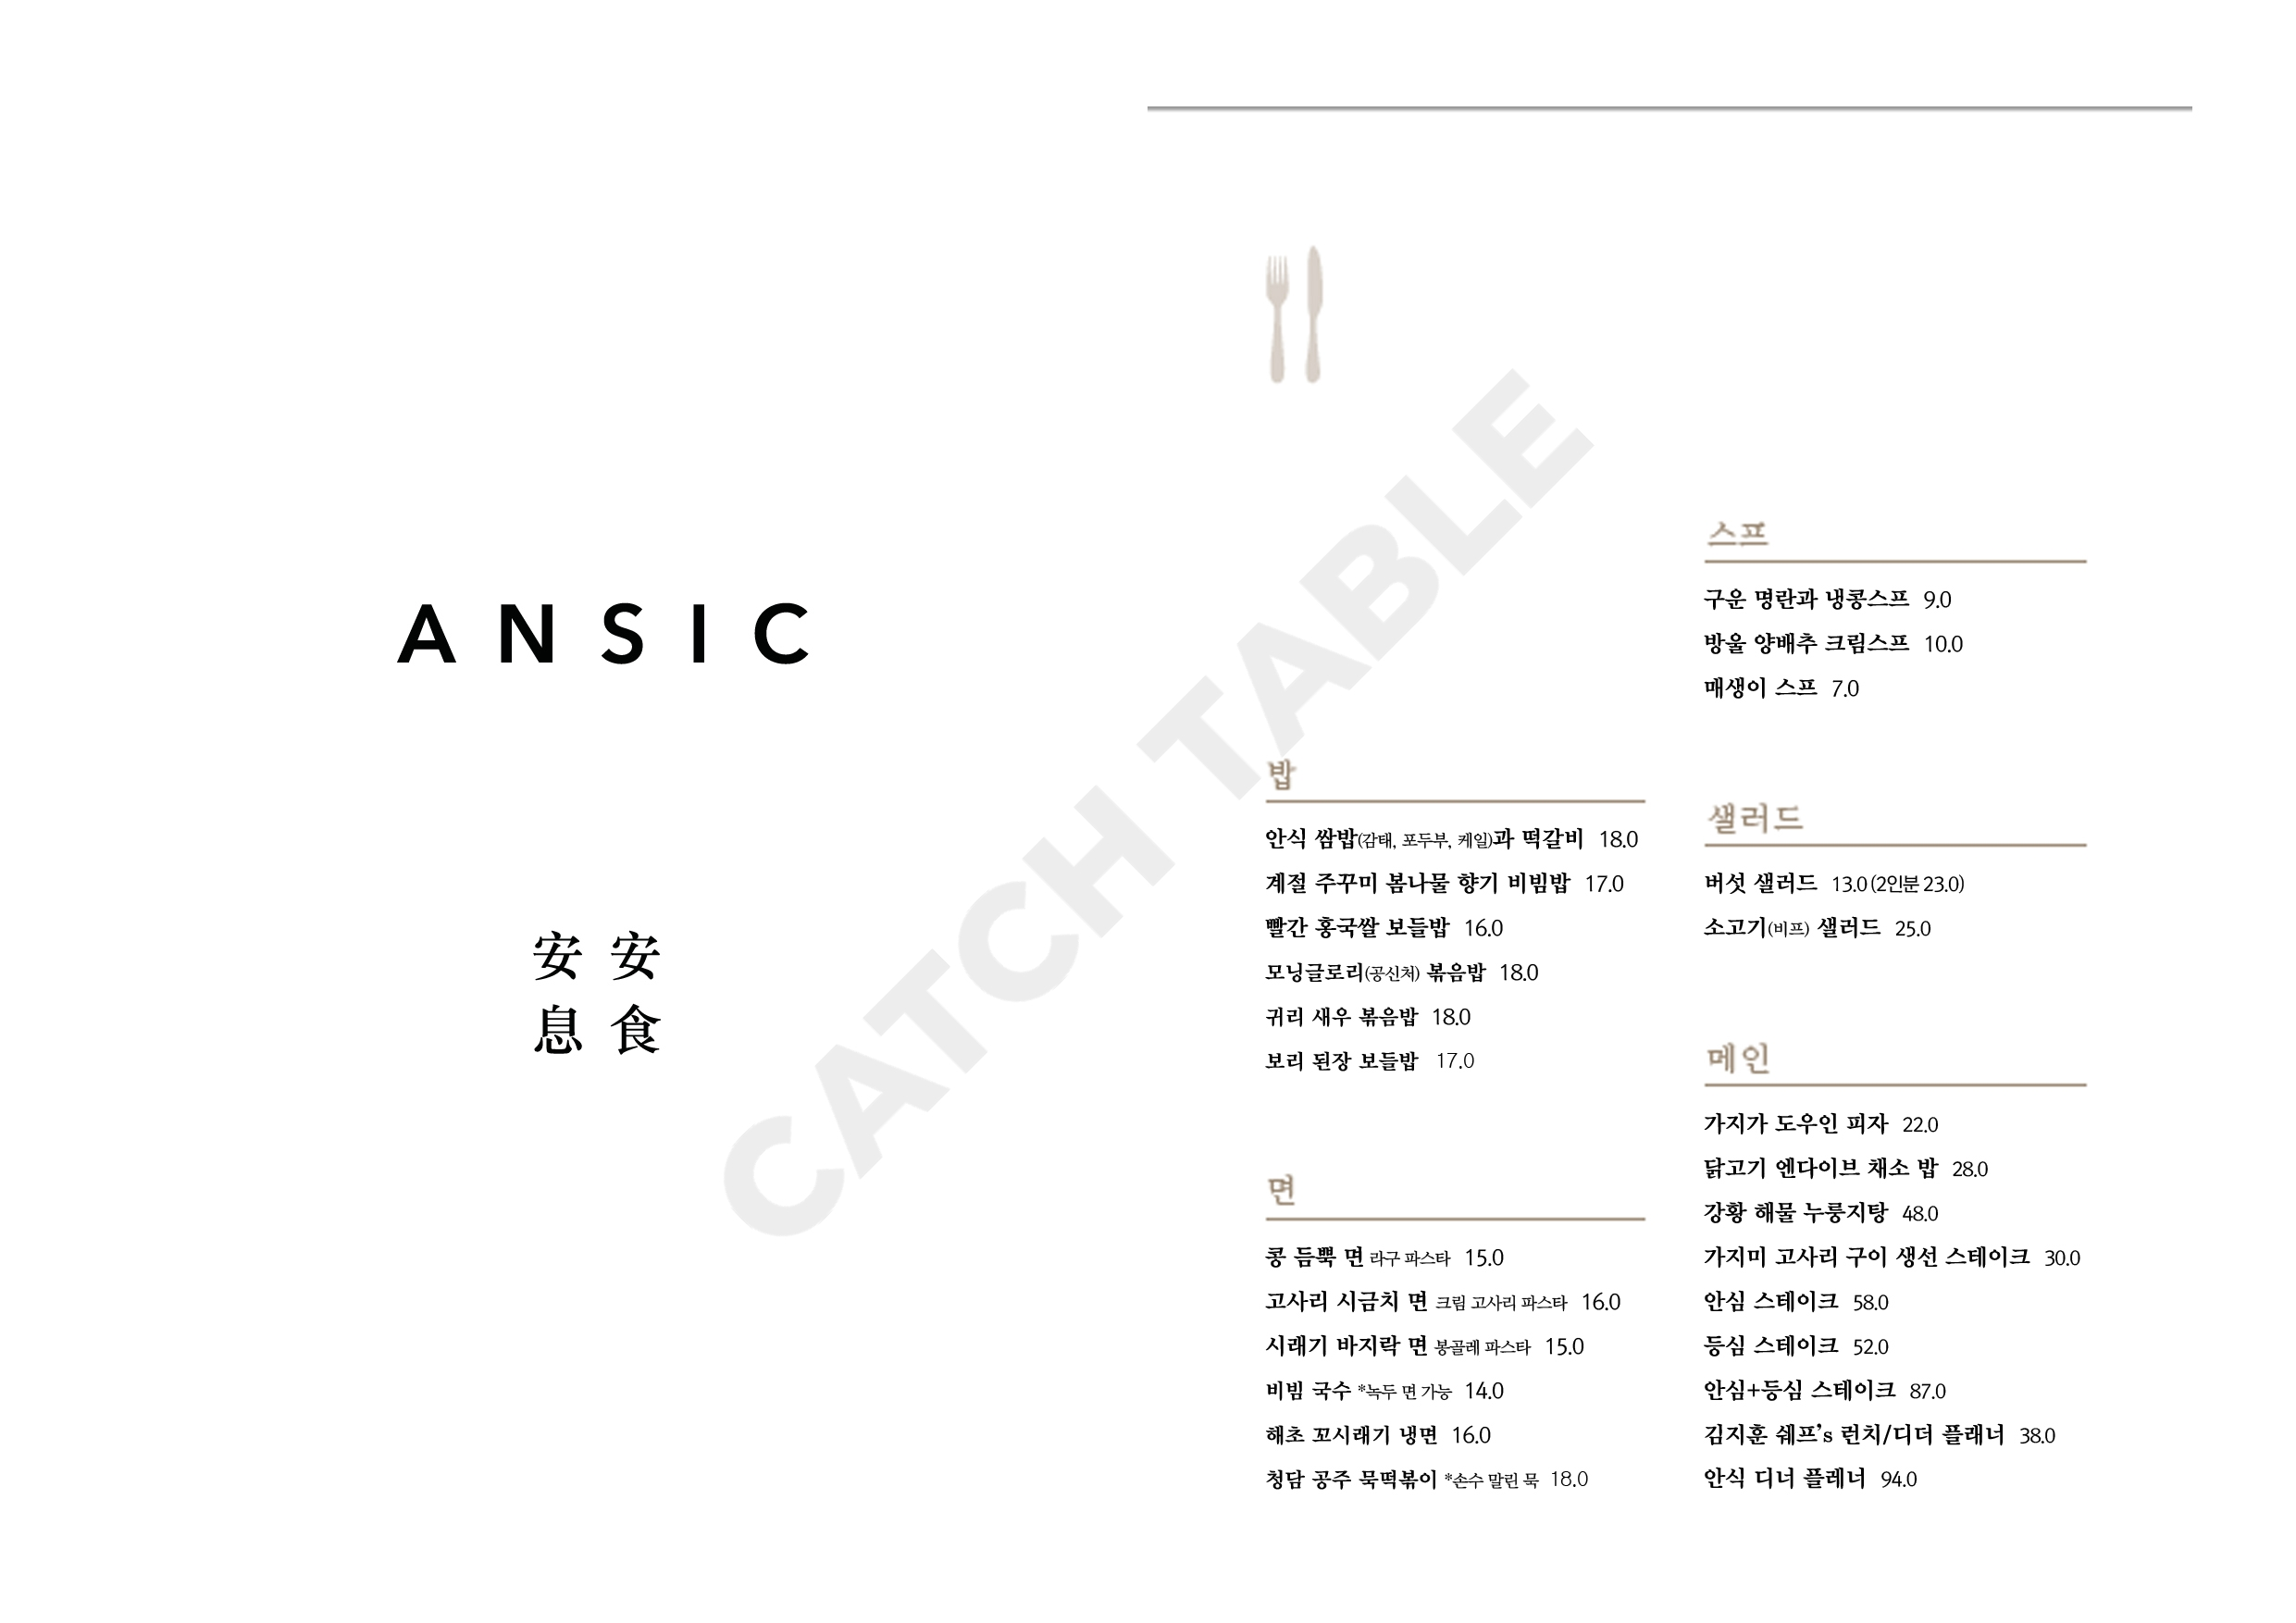 ANSIC
安 安
息 食
CATCH TABLE
밥
안식 쌈밥(감태, 포두부, 케일)과 떡갈비 18.0
계절 주꾸미 봄나물 향기 비빔밥 17.0
빨간 홍국쌀 보들밥 16.0
모닝글로리(공신처) 볶음밥 18.0
귀리 새우 볶음밥 18.0
보리 된장 보들밥 17.0
면
콩 듬뿍 면 라구 파스타 15.0
고사리 시금치 면 크림 고사리 파스타 16.0
시래기 바지락 면 봉골레 파스타 15.0
비빔 국수 *녹두 면 가능 14.0
해초 꼬시래기 냉면 16.0
청담 공주 묵떡볶이 *손수 말린 묵 18.0
스프
구운 명란과 냉콩스프 9.0
방울 양배추 크림스프 10.0
매생이 스프 7.0
샐러드
버섯 샐러드 13.0 (2인분 23.0)
소고기(비프) 샐러드 25.0
메인
가지가 도우인 피자 22.0
닭고기 엔다이브 채소 밥 28.0
강황 해물 누룽지탕 48.0
가지미 고사리 구이 생선 스테이크 30.0
안심 스테이크 58.0
등심 스테이크 52.0
안심+등심 스테이크 87.0
김지훈 쉐프's 런치/디더 플래너 38.0
안식 디너 플레너 94.0